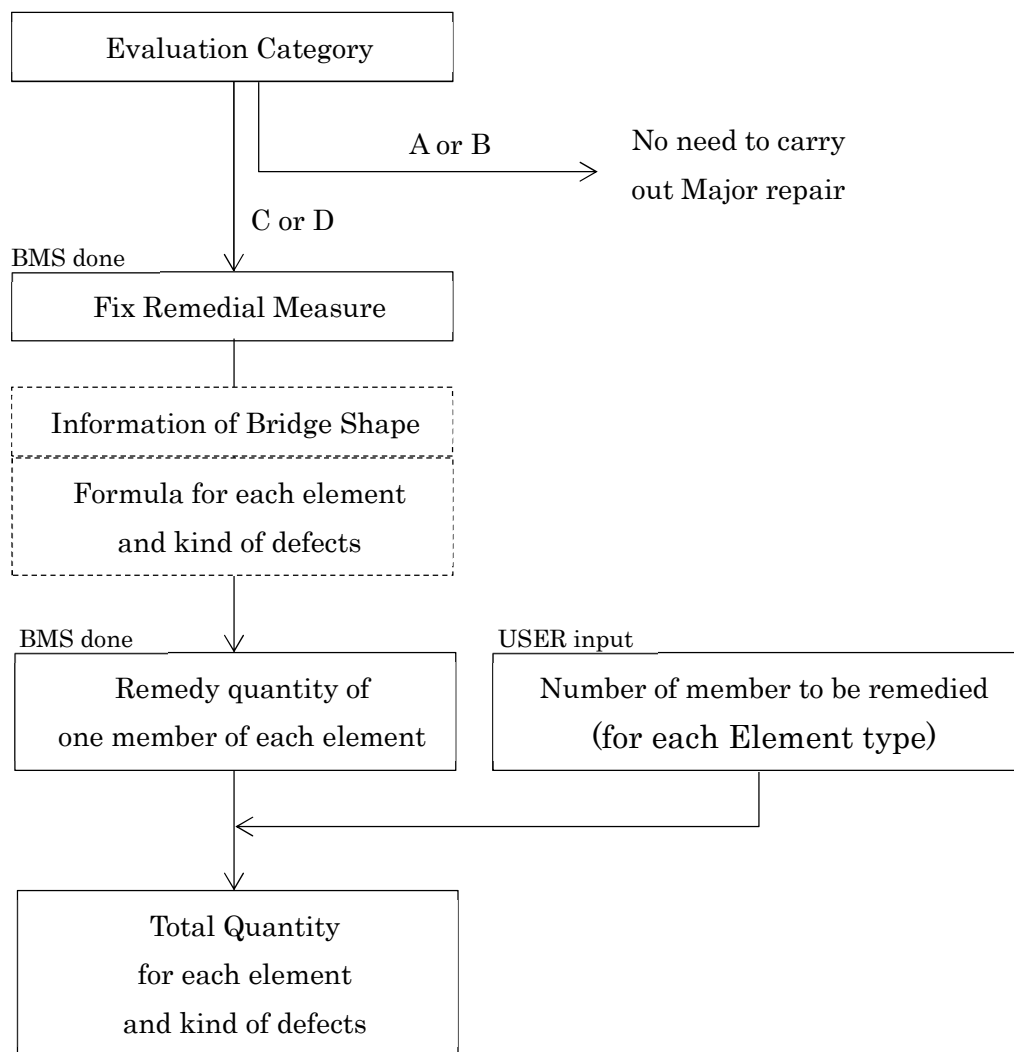 Evaluation Category
A or B
No need to carry
out Major repair
C or D
BMS done
Fix Remedial Measure
Information of Bridge Shape
Formula for each element
and kind of defects
BMS done
Remedy quantity of
one member of each element
USER input
Number of member to be remedied
(for each Element type)
Total Quantity
for each element
and kind of defects